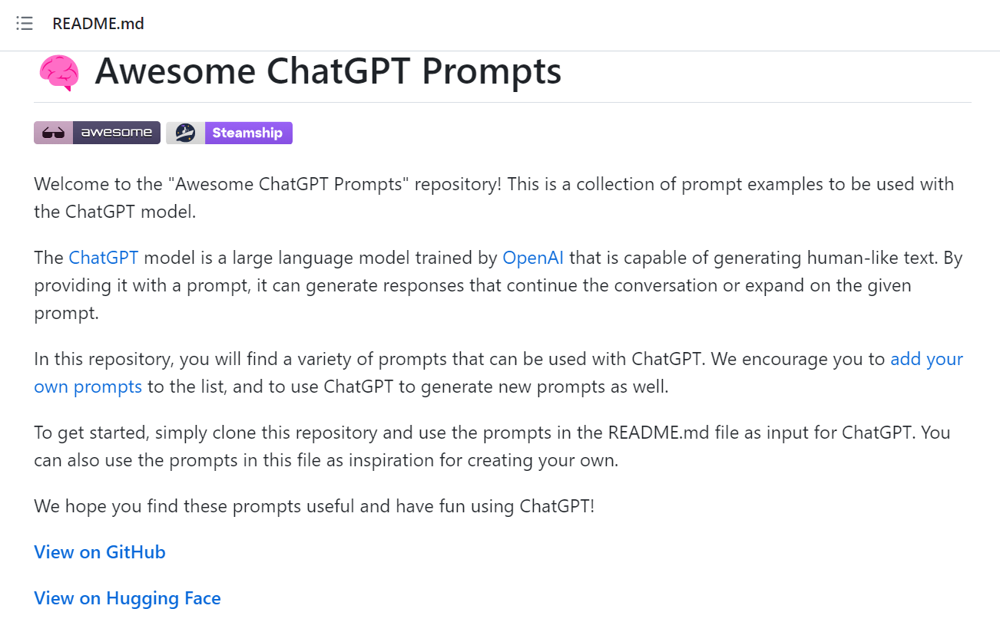 README.md
Awesome ChatGPT Prompts
awesome Steamship
Welcome to the "Awesome ChatGPT Prompts" repository! This is a collection of prompt examples to be used with
the ChatGPT model.
The ChatGPT model is a large language model trained by OpenAI that is capable of generating human-like text. By
providing it with a prompt, it can generate responses that continue the conversation or expand on the given
prompt.
In this repository, you will find a variety of prompts that can be used with ChatGPT. We encourage you to add your
own prompts to the list, and to use ChatGPT to generate new prompts as well.
To get started, simply clone this repository and use the prompts in the README.md file as input for ChatGPT. You
can also use the prompts in this file as inspiration for creating your own.
We hope you find these prompts useful and have fun using ChatGPT!
View on GitHub
View on Hugging Face